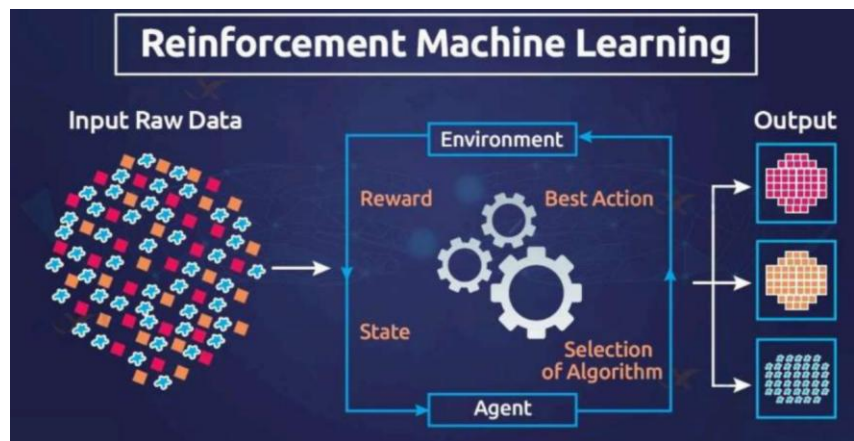 Reinforcement Machine Learning
Input Raw Data
Output
Environment
Reward
Best Action
State
Selection
of Algorithm
Agent